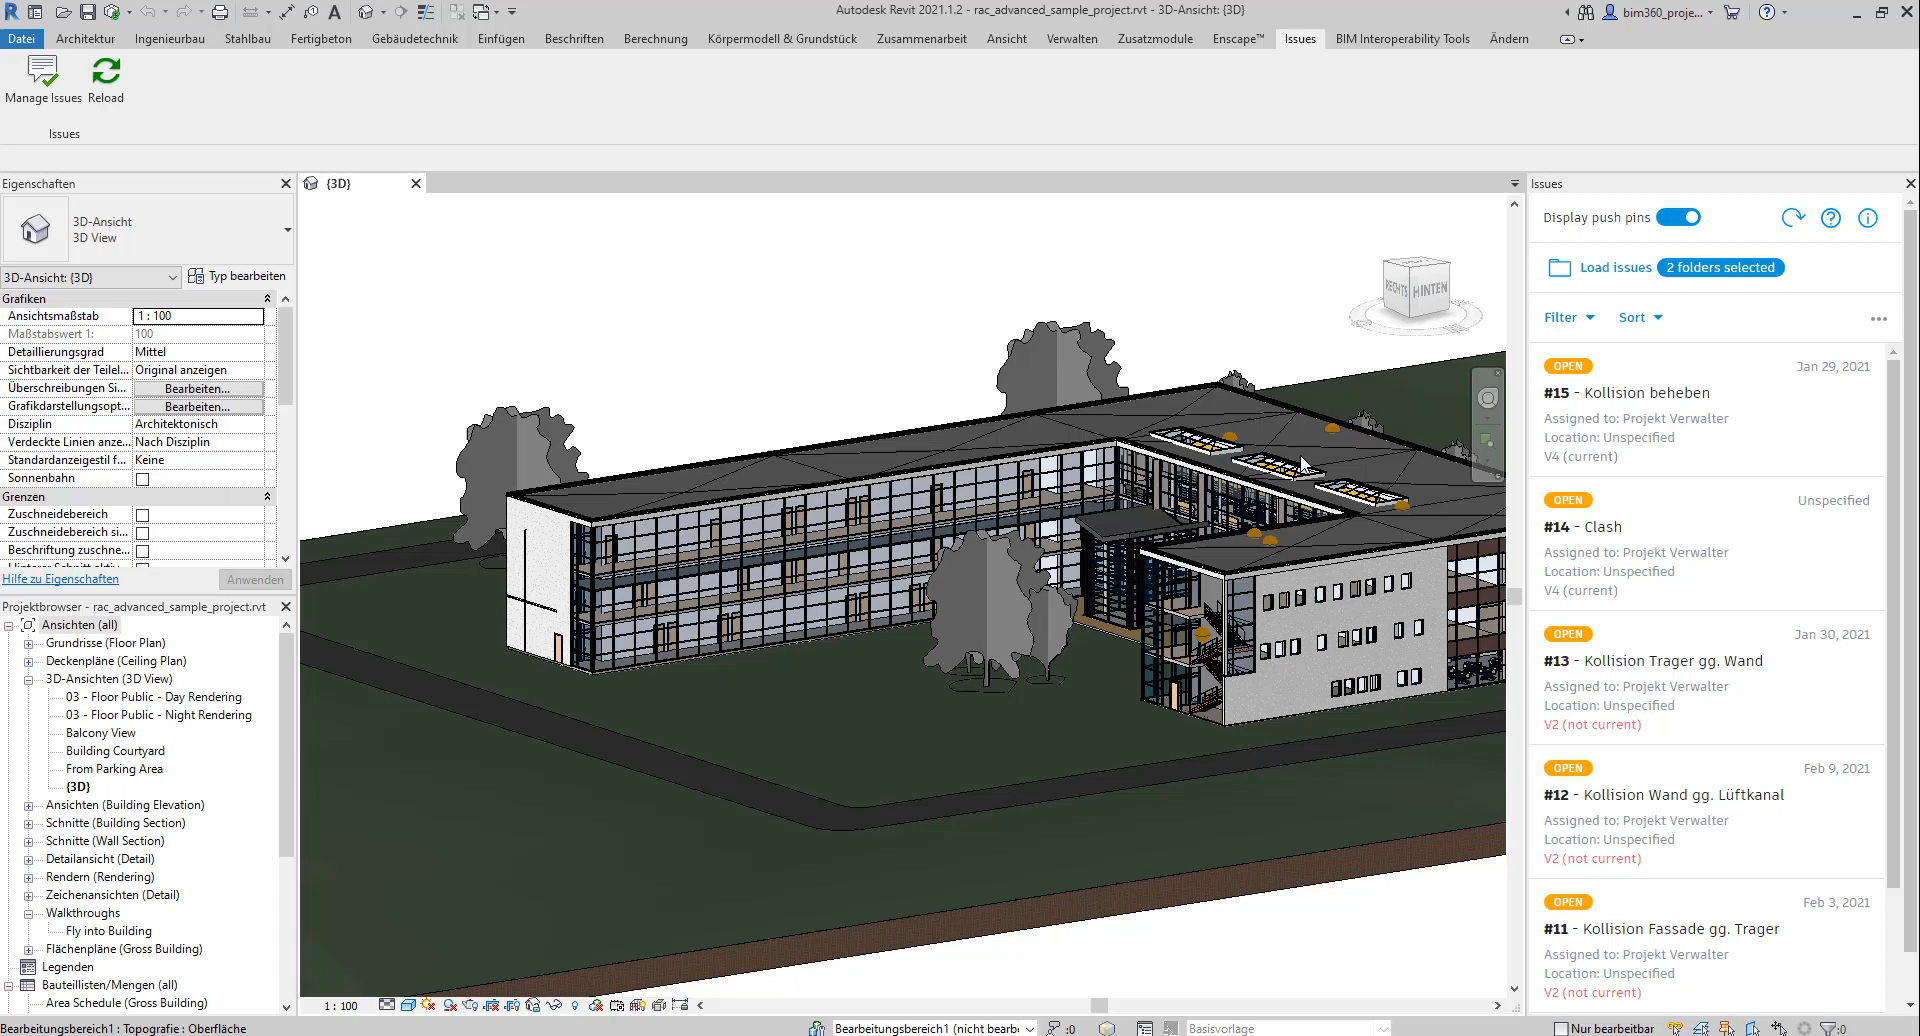 Autodesk Revit 2021.1.2 - rac_advanced_sample_project.rvt - 3D-Ansicht: {3D}
bim360_proje...
Datei Architektur Ingenieurbau Stahlbau Fertigbeton Gebäudetechnik Einfügen Beschriften Berechnung Körpermodell & Grundstück Zusammenarbeit Ansicht Verwalten Zusatzmodule Enscape™ Issues BIM Interoperability Tools Ändern
Manage Issues Reload
Issues
Eigenschaften
3D-Ansicht
3D View
3D-Ansicht: {3D} Typ bearbeiten
Grafiken
Ansichtsmaßstab 1 : 100
Maßstabswert 1: 100
Detaillierungsgrad Mittel
Sichtbarkeit der Teilel... Original anzeigen
Überschreibungen Si... Bearbeiten...
Grafikdarstellungsopt... Bearbeiten...
Disziplin Architektonisch
Verdeckte Linien anze... Nach Disziplin
Standardanzeigestil f... Keine
Sonnenbahn
Grenzen
Zuschneidebereich
Zuschneidebereich si...
Beschriftung zuschne...
Hilfe zu Eigenschaften Anwenden
Projektbrowser - rac_advanced_sample_project.rvt
Ansichten (all)
Grundrisse (Floor Plan)
Deckenpläne (Ceiling Plan)
3D-Ansichten (3D View)
03 - Floor Public - Day Rendering
03 - Floor Public - Night Rendering
Balcony View
Building Courtyard
From Parking Area
{3D}
Ansichten (Building Elevation)
Schnitte (Building Section)
Schnitte (Wall Section)
Detailansicht (Detail)
Rendern (Rendering)
Zeichenansichten (Detail)
Walkthroughs
Fly into Building
Flächenpläne (Gross Building)
Legenden
Bauteillisten/Mengen (all)
Area Schedule (Gross Building)
{3D}
RECHTS HINTEN
1 : 100
Issues
Display push pins
Load issues 2 folders selected
Filter Sort
OPEN Jan 29, 2021
#15 - Kollision beheben
Assigned to: Projekt Verwalter
Location: Unspecified
V4 (current)
OPEN Unspecified
#14 - Clash
Assigned to: Projekt Verwalter
Location: Unspecified
V4 (current)
OPEN Jan 30, 2021
#13 - Kollision Trager gg. Wand
Assigned to: Projekt Verwalter
Location: Unspecified
V2 (not current)
OPEN Feb 9, 2021
#12 - Kollision Wand gg. Lüftkanal
Assigned to: Projekt Verwalter
Location: Unspecified
V2 (not current)
OPEN Feb 3, 2021
#11 - Kollision Fassade gg. Trager
Assigned to: Projekt Verwalter
Location: Unspecified
V2 (not current)
Bearbeitungsbereich1 : Topografie : Oberfläche Bearbeitungsbereich1 (nicht bearbe :0 Basisvorlage Nur bearbeitbar :0